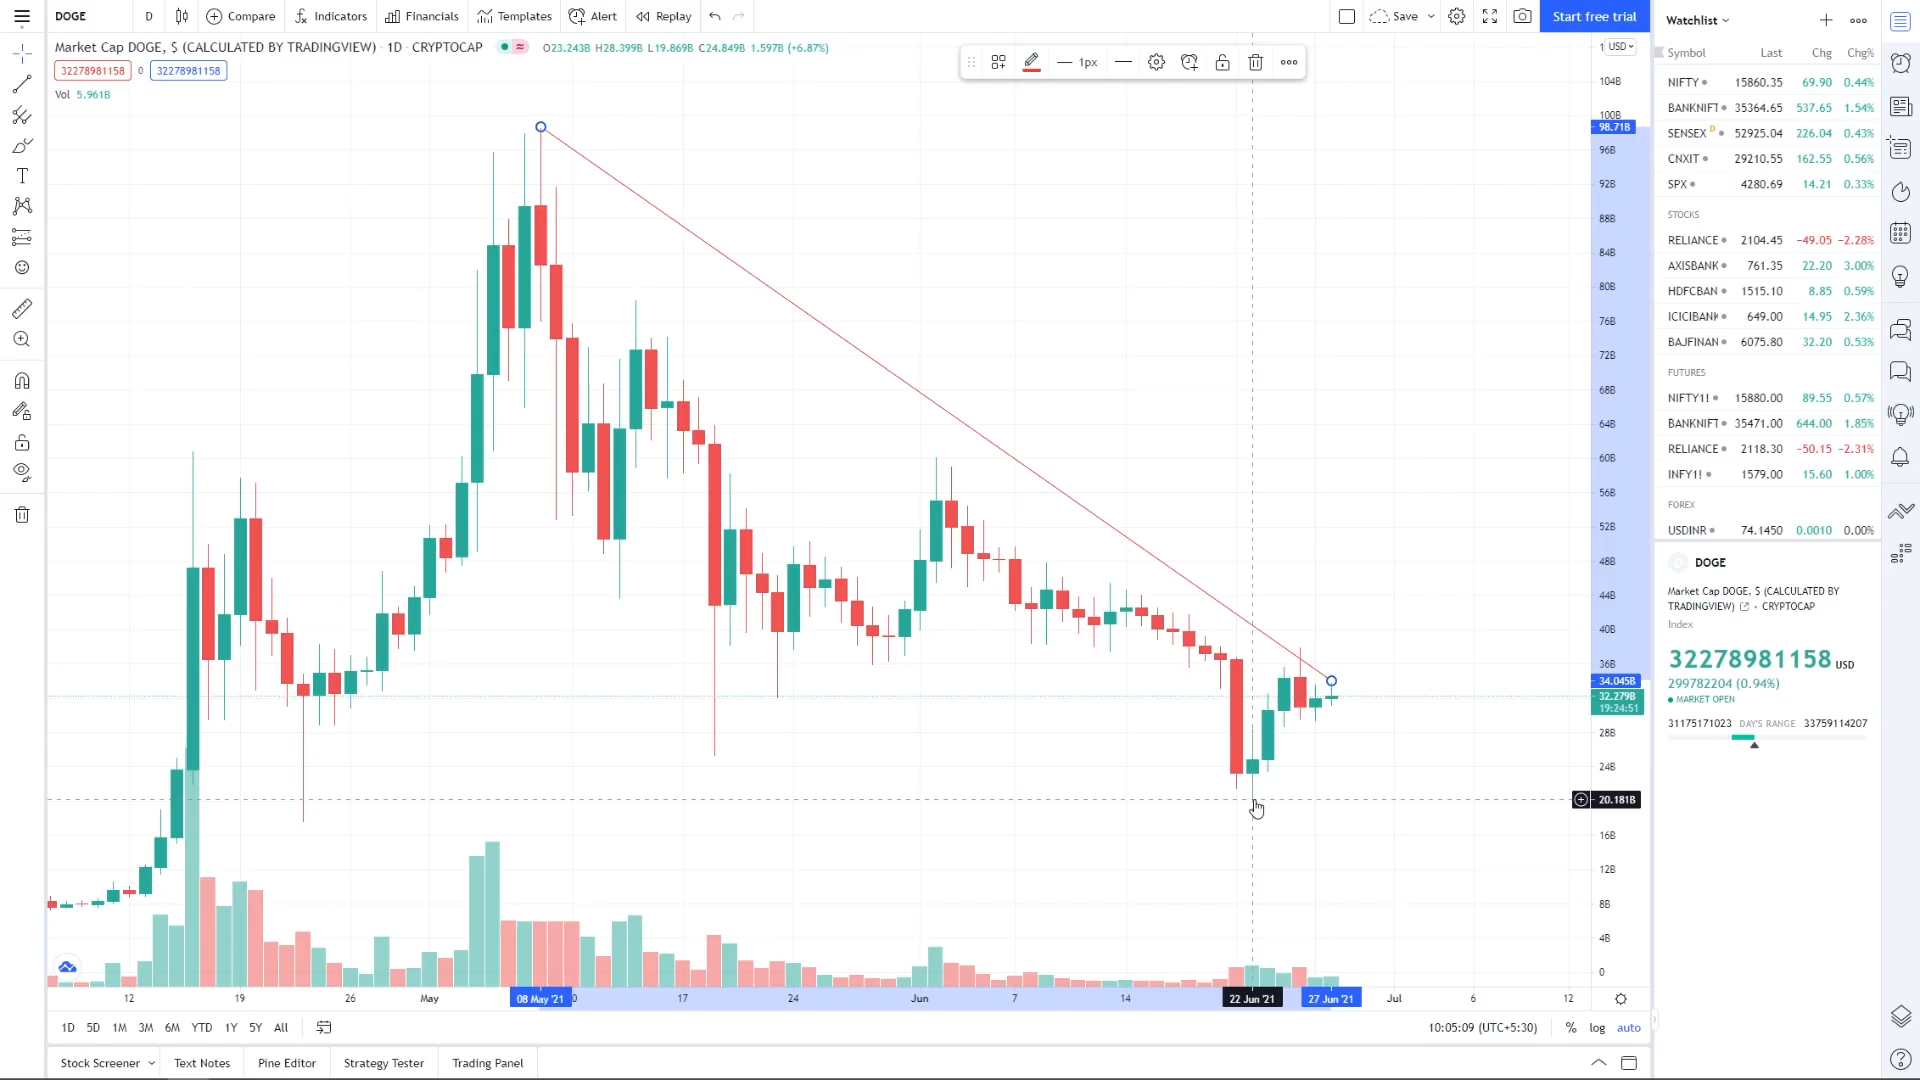 DOGE D Compare Indicators Financials Templates Alert Replay Save Start free trial
Market Cap DOGE, $ (CALCULATED BY TRADINGVIEW) · 1D · CRYPTOCAP O23.243B H28.399B L19.869B C24.849B 1.597B (+6.87%)
32278981158 0 32278981158
Vol 5.961B
1px
USD
104B
100B
98.71B
96B
92B
88B
84B
80B
76B
72B
68B
64B
60B
56B
52B
48B
44B
40B
36B
34.045B
32.279B
19:24:51
28B
24B
20.181B
16B
12B
8B
4B
0
12 19 26 May 08 May '21 17 24 Jun 7 14 22 Jun '21 27 Jun '21 Jul 6 12
1D 5D 1M 3M 6M YTD 1Y 5Y All 10:05:09 (UTC+5:30) % log auto
Stock Screener Text Notes Pine Editor Strategy Tester Trading Panel
Watchlist
Symbol Last Chg Chg%
NIFTY 15860.35 69.90 0.44%
BANKNIFT 35364.65 537.65 1.54%
SENSEX D 52925.04 226.04 0.43%
CNXIT 29210.55 162.55 0.56%
SPX 4280.69 14.21 0.33%
STOCKS
RELIANCE 2104.45 −49.05 −2.28%
AXISBANK 761.35 22.20 3.00%
HDFCBAN 1515.10 8.85 0.59%
ICICIBANK 649.00 14.95 2.36%
BAJFINAN 6075.80 32.20 0.53%
FUTURES
NIFTY1! 15880.00 89.55 0.57%
BANKNIFT 35471.00 644.00 1.85%
RELIANCE 2118.30 −50.15 −2.31%
INFY1! 1579.00 15.60 1.00%
FOREX
USDINR 74.1450 0.0010 0.00%
D DOGE
Market Cap DOGE, $ (CALCULATED BY
TRADINGVIEW) · CRYPTOCAP
Index
32278981158 USD
299782204 (0.94%)
MARKET OPEN
31175171023 DAY'S RANGE 33759114207